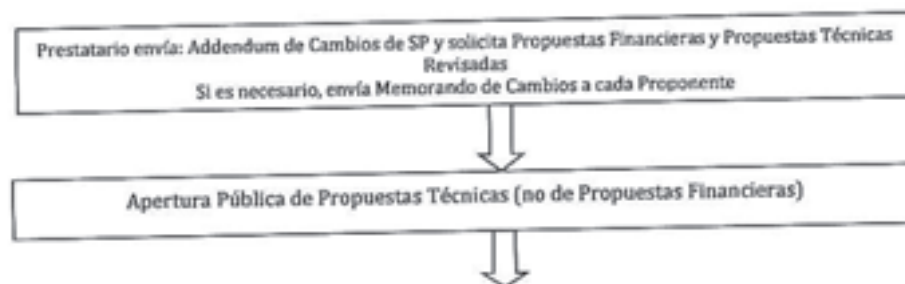 Prestatario envía: Addendum de Cambios de SP y solicita Propuestas Financieras y Propuestas Técnicas
Revisadas
Si es necesario, envía Memorando de Cambios a cada Proponente
Apertura Pública de Propuestas Técnicas (no de Propuestas Financieras)